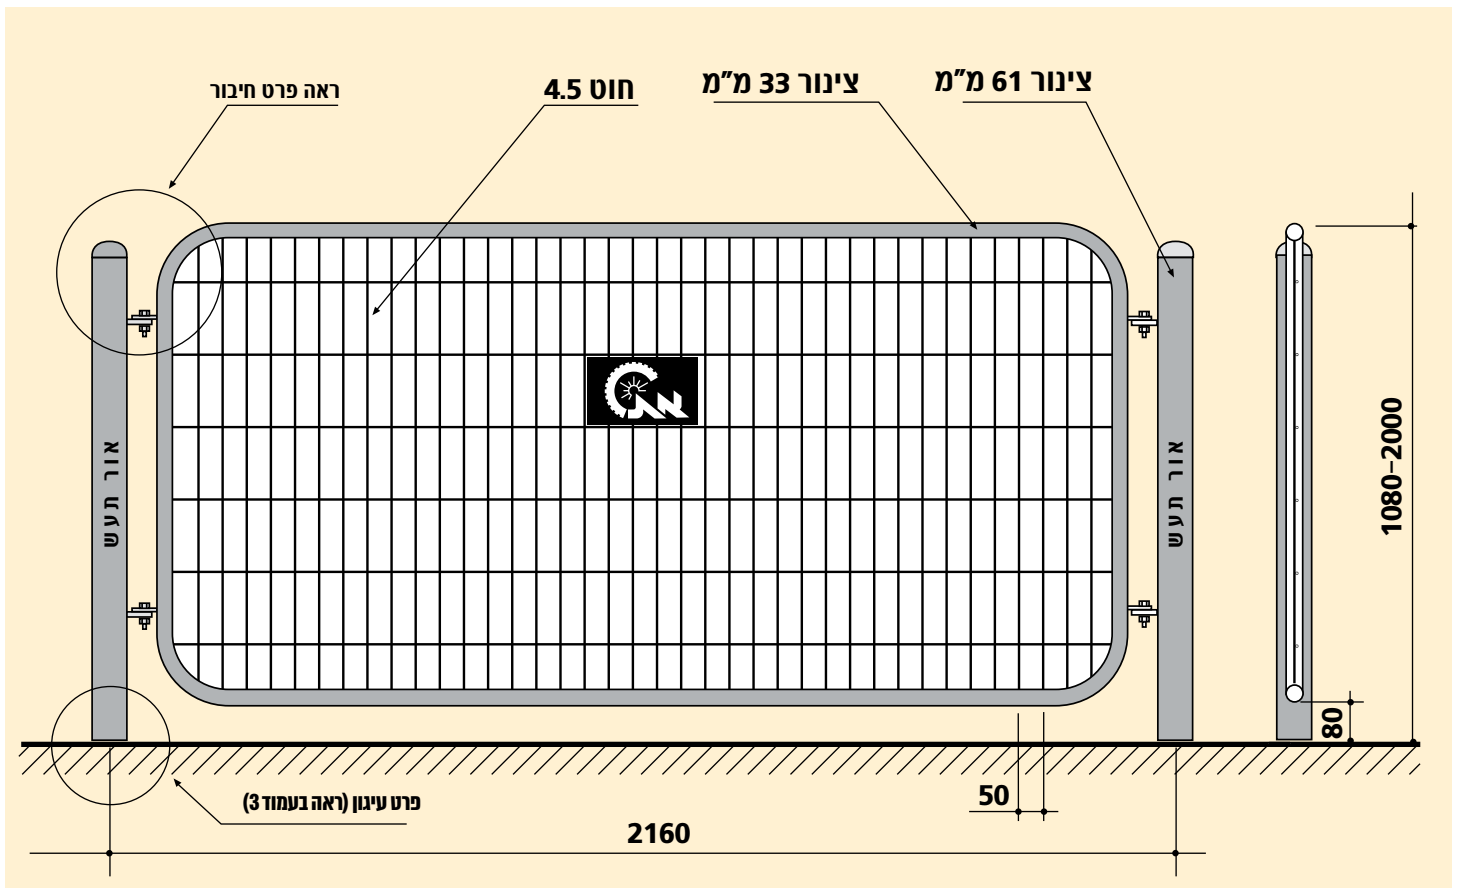 צינור 61 מ״מ
צינור 33 מ״מ
חוט 4.5
ראה פרט חיבור
אור תעש
אור תעש
1080-2000
80
50
פרט עיגון (ראה בעמוד 3)
2160